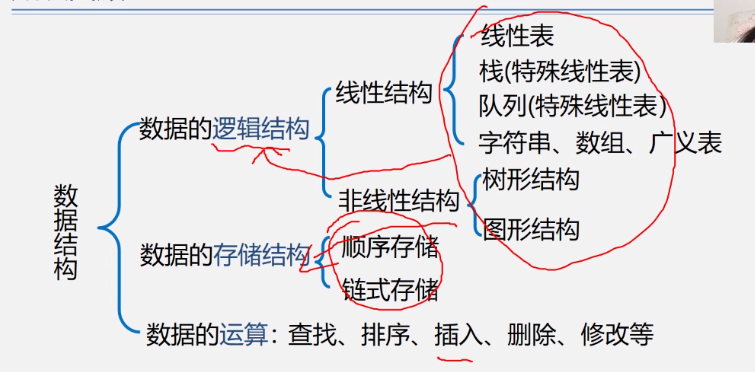 线性表
栈(特殊线性表)
线性结构
队列(特殊线性表)
数据的逻辑结构
字符串、数组、广义表
树形结构
非线性结构
图形结构
数据结构
顺序存储
数据的存储结构
链式存储
数据的运算：查找、排序、插入、删除、修改等